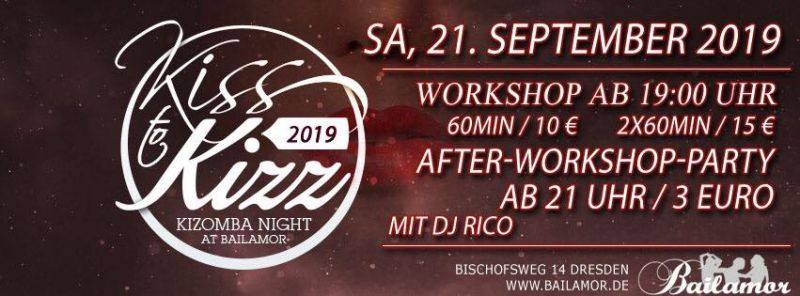 Kiss
to
Kizz
2019
KIZOMBA NIGHT
AT BAILAMOR
SA, 21. SEPTEMBER 2019
WORKSHOP AB 19:00 UHR
60MIN / 10 € 2X60MIN / 15 €
AFTER-WORKSHOP-PARTY
AB 21 UHR / 3 EURO
MIT DJ RICO
BISCHOFSWEG 14 DRESDEN
WWW.BAILAMOR.DE
Bailamor